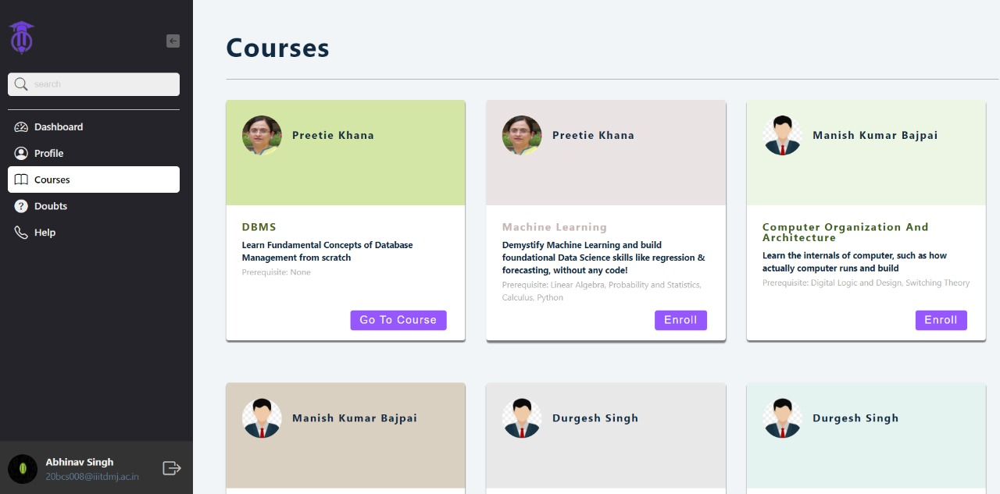 search
Dashboard
Profile
Courses
Doubts
Help
Abhinav Singh
20bcs008@iiitdmj.ac.in
Courses
Preetie Khana
DBMS
Learn Fundamental Concepts of Database
Management from scratch
Prerequisite: None
Go To Course
Preetie Khana
Machine Learning
Demystify Machine Learning and build
foundational Data Science skills like regression &
forecasting, without any code!
Prerequisite: Linear Algebra, Probability and Statistics,
Calculus, Python
Enroll
Manish Kumar Bajpai
Computer Organization And
Architecture
Learn the internals of computer, such as how
actually computer runs and build
Prerequisite: Digital Logic and Design, Switching Theory
Enroll
Manish Kumar Bajpai
Durgesh Singh
Durgesh Singh